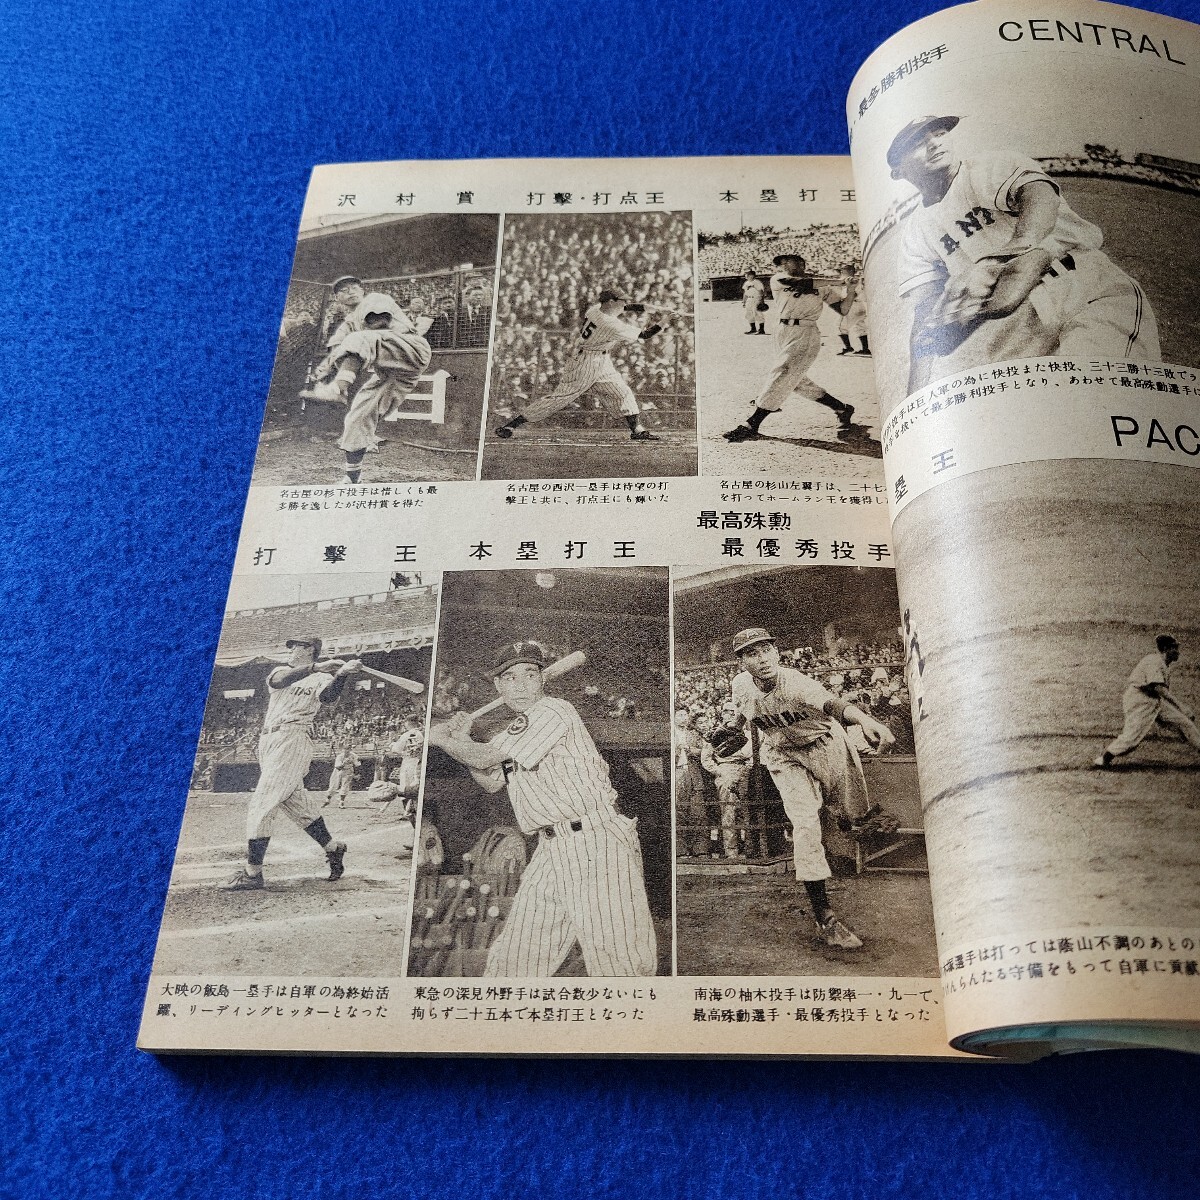 沢村賞
打擊・打点王
本塁打王
名古屋の杉下投手は惜しくも最
多勝を逸したが沢村賞を得た
名古屋の西沢一塁手は待望の打
擊王と共に、打点王にも輝いた
名古屋の杉山左翼手は、二十七
を打ってホームラン王を獲得し
最高殊勲
打擊王
本塁打王
最優秀投手
大映の飯島一塁手は自軍の為終始活
躍、リーディングヒッターとなった
東急の深見外野手は試合数少ないにも
拘らず二十五本で本塁打王となった
南海の柚木投手は防禦率一・九一で、
最高殊勲選手・最優秀投手となった
CENTRAL
・最多勝利投手
GIANT
投手は巨人軍の為に快投また快投、三十三勝十三敗で
を抜いて最多勝利投手となり、あわせて最高殊勲選手に
PAC
塁王
塚選手は打っては蔭山不調のあとの
けんらんたる守備をもって自軍に貢献